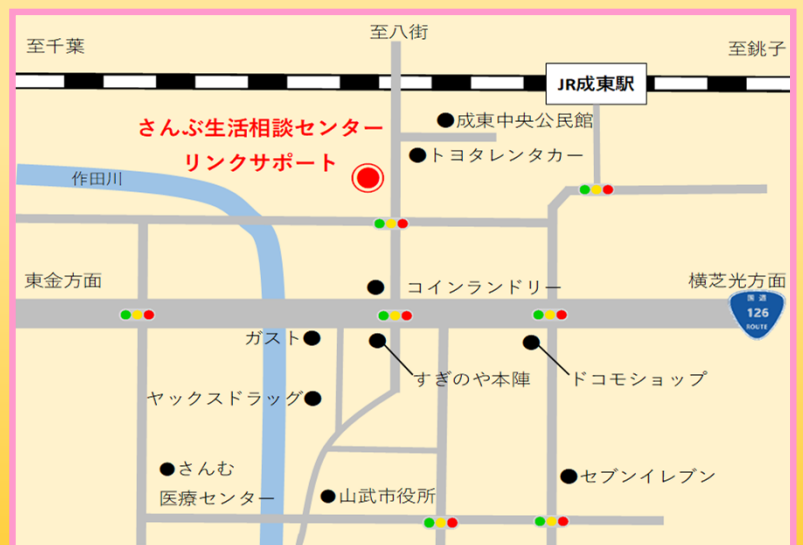 至千葉
至八街
至銚子
JR成東駅
さんぶ生活相談センター
リンクサポート
成東中央公民館
トヨタレンタカー
作田川
東金方面
コインランドリー
横芝光方面
国道
126
ROUTE
ガスト
すぎのや本陣
ドコモショップ
ヤックスドラッグ
さんむ
医療センター
山武市役所
セブンイレブン